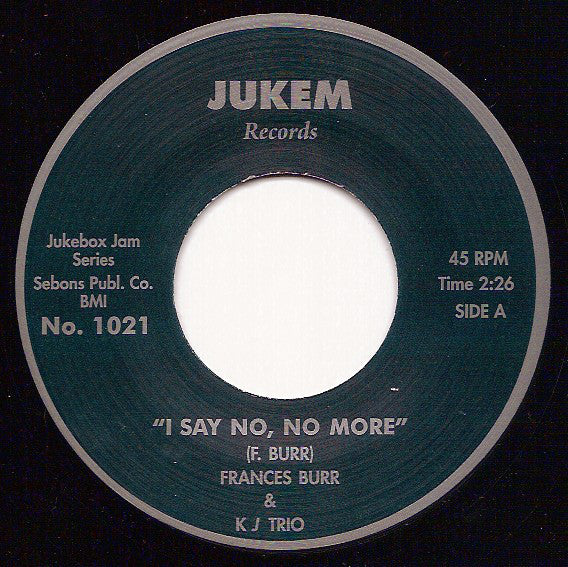 JUKEM
Records
Jukebox Jam
Series
Sebons Publ. Co.
BMI
No. 1021
45 RPM
Time 2:26
SIDE A
"I SAY NO, NO MORE"
(F. BURR)
FRANCES BURR
&
K J TRIO